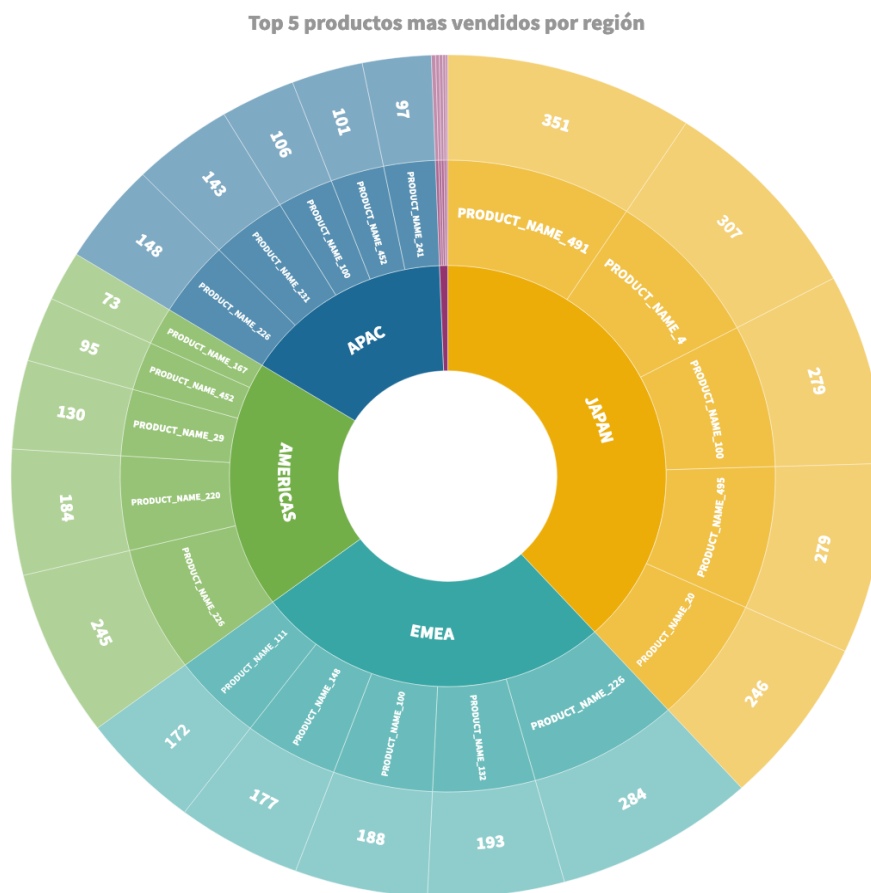 Top 5 productos mas vendidos por región
JAPAN
PRODUCT_NAME_491
351
PRODUCT_NAME_4
307
PRODUCT_NAME_100
279
PRODUCT_NAME_495
279
PRODUCT_NAME_20
246
EMEA
PRODUCT_NAME_226
284
PRODUCT_NAME_132
193
PRODUCT_NAME_100
188
PRODUCT_NAME_148
177
PRODUCT_NAME_111
172
AMERICAS
PRODUCT_NAME_226
245
PRODUCT_NAME_220
184
PRODUCT_NAME_29
130
PRODUCT_NAME_452
95
PRODUCT_NAME_167
73
APAC
PRODUCT_NAME_226
148
PRODUCT_NAME_231
143
PRODUCT_NAME_100
106
PRODUCT_NAME_452
101
PRODUCT_NAME_241
97